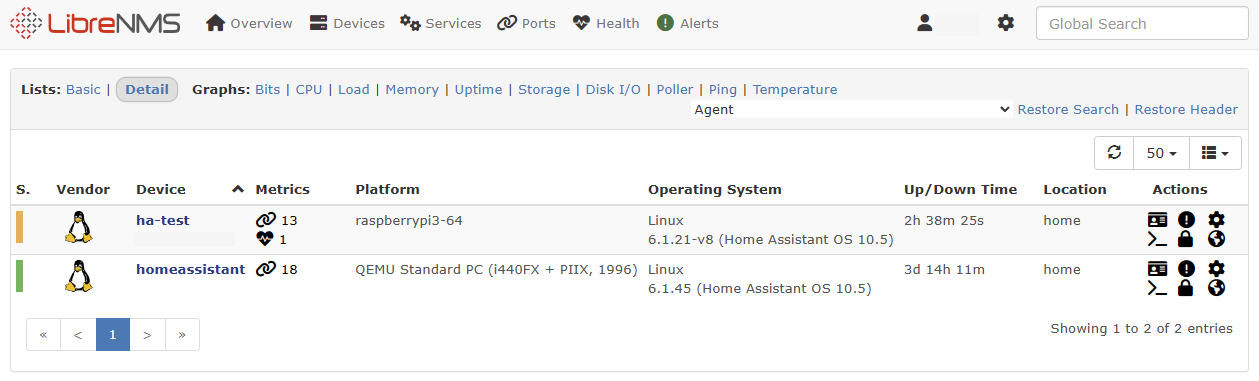 LibreNMS Overview Devices Services Ports Health Alerts Global Search
Lists: Basic | Detail Graphs: Bits | CPU | Load | Memory | Uptime | Storage | Disk I/O | Poller | Ping | Temperature
Agent Restore Search | Restore Header
50
S. Vendor Device Metrics Platform Operating System Up/Down Time Location Actions
ha-test 13 raspberrypi3-64 Linux 2h 38m 25s home
1 6.1.21-v8 (Home Assistant OS 10.5)
homeassistant 18 QEMU Standard PC (i440FX + PIIX, 1996) Linux 3d 14h 11m home
6.1.45 (Home Assistant OS 10.5)
« < 1 > » Showing 1 to 2 of 2 entries